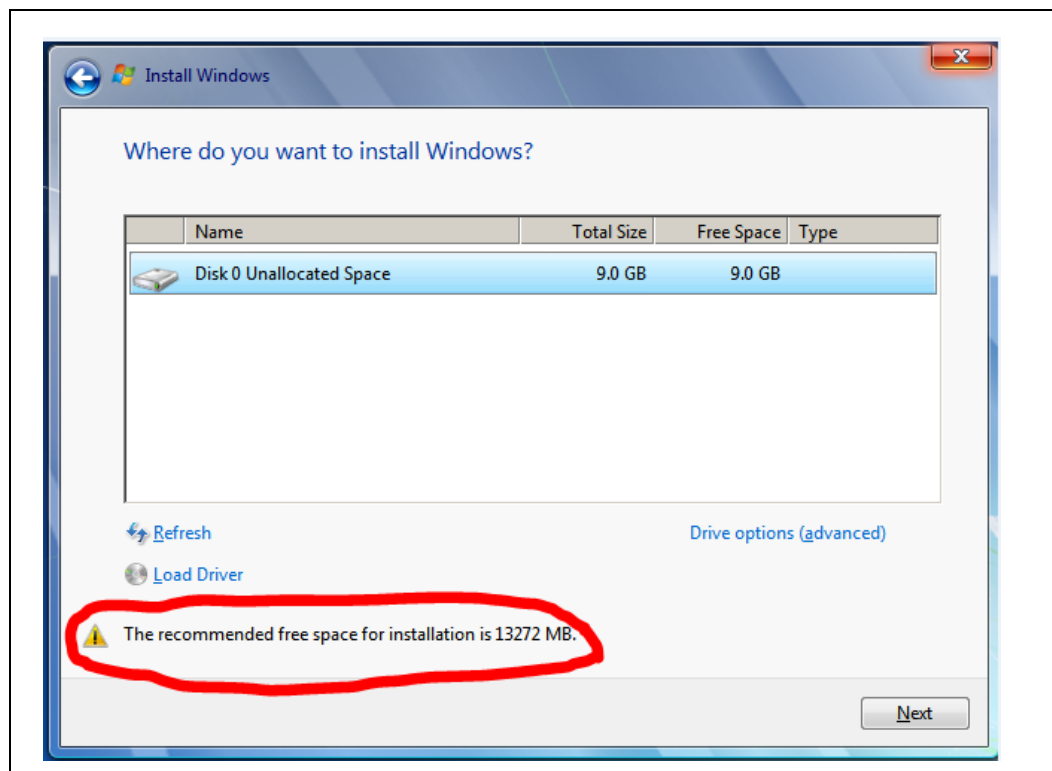 Install Windows
Where do you want to install Windows?
Name Total Size Free Space Type
Disk 0 Unallocated Space 9.0 GB 9.0 GB
Refresh Drive options (advanced)
Load Driver
The recommended free space for installation is 13272 MB.
Next